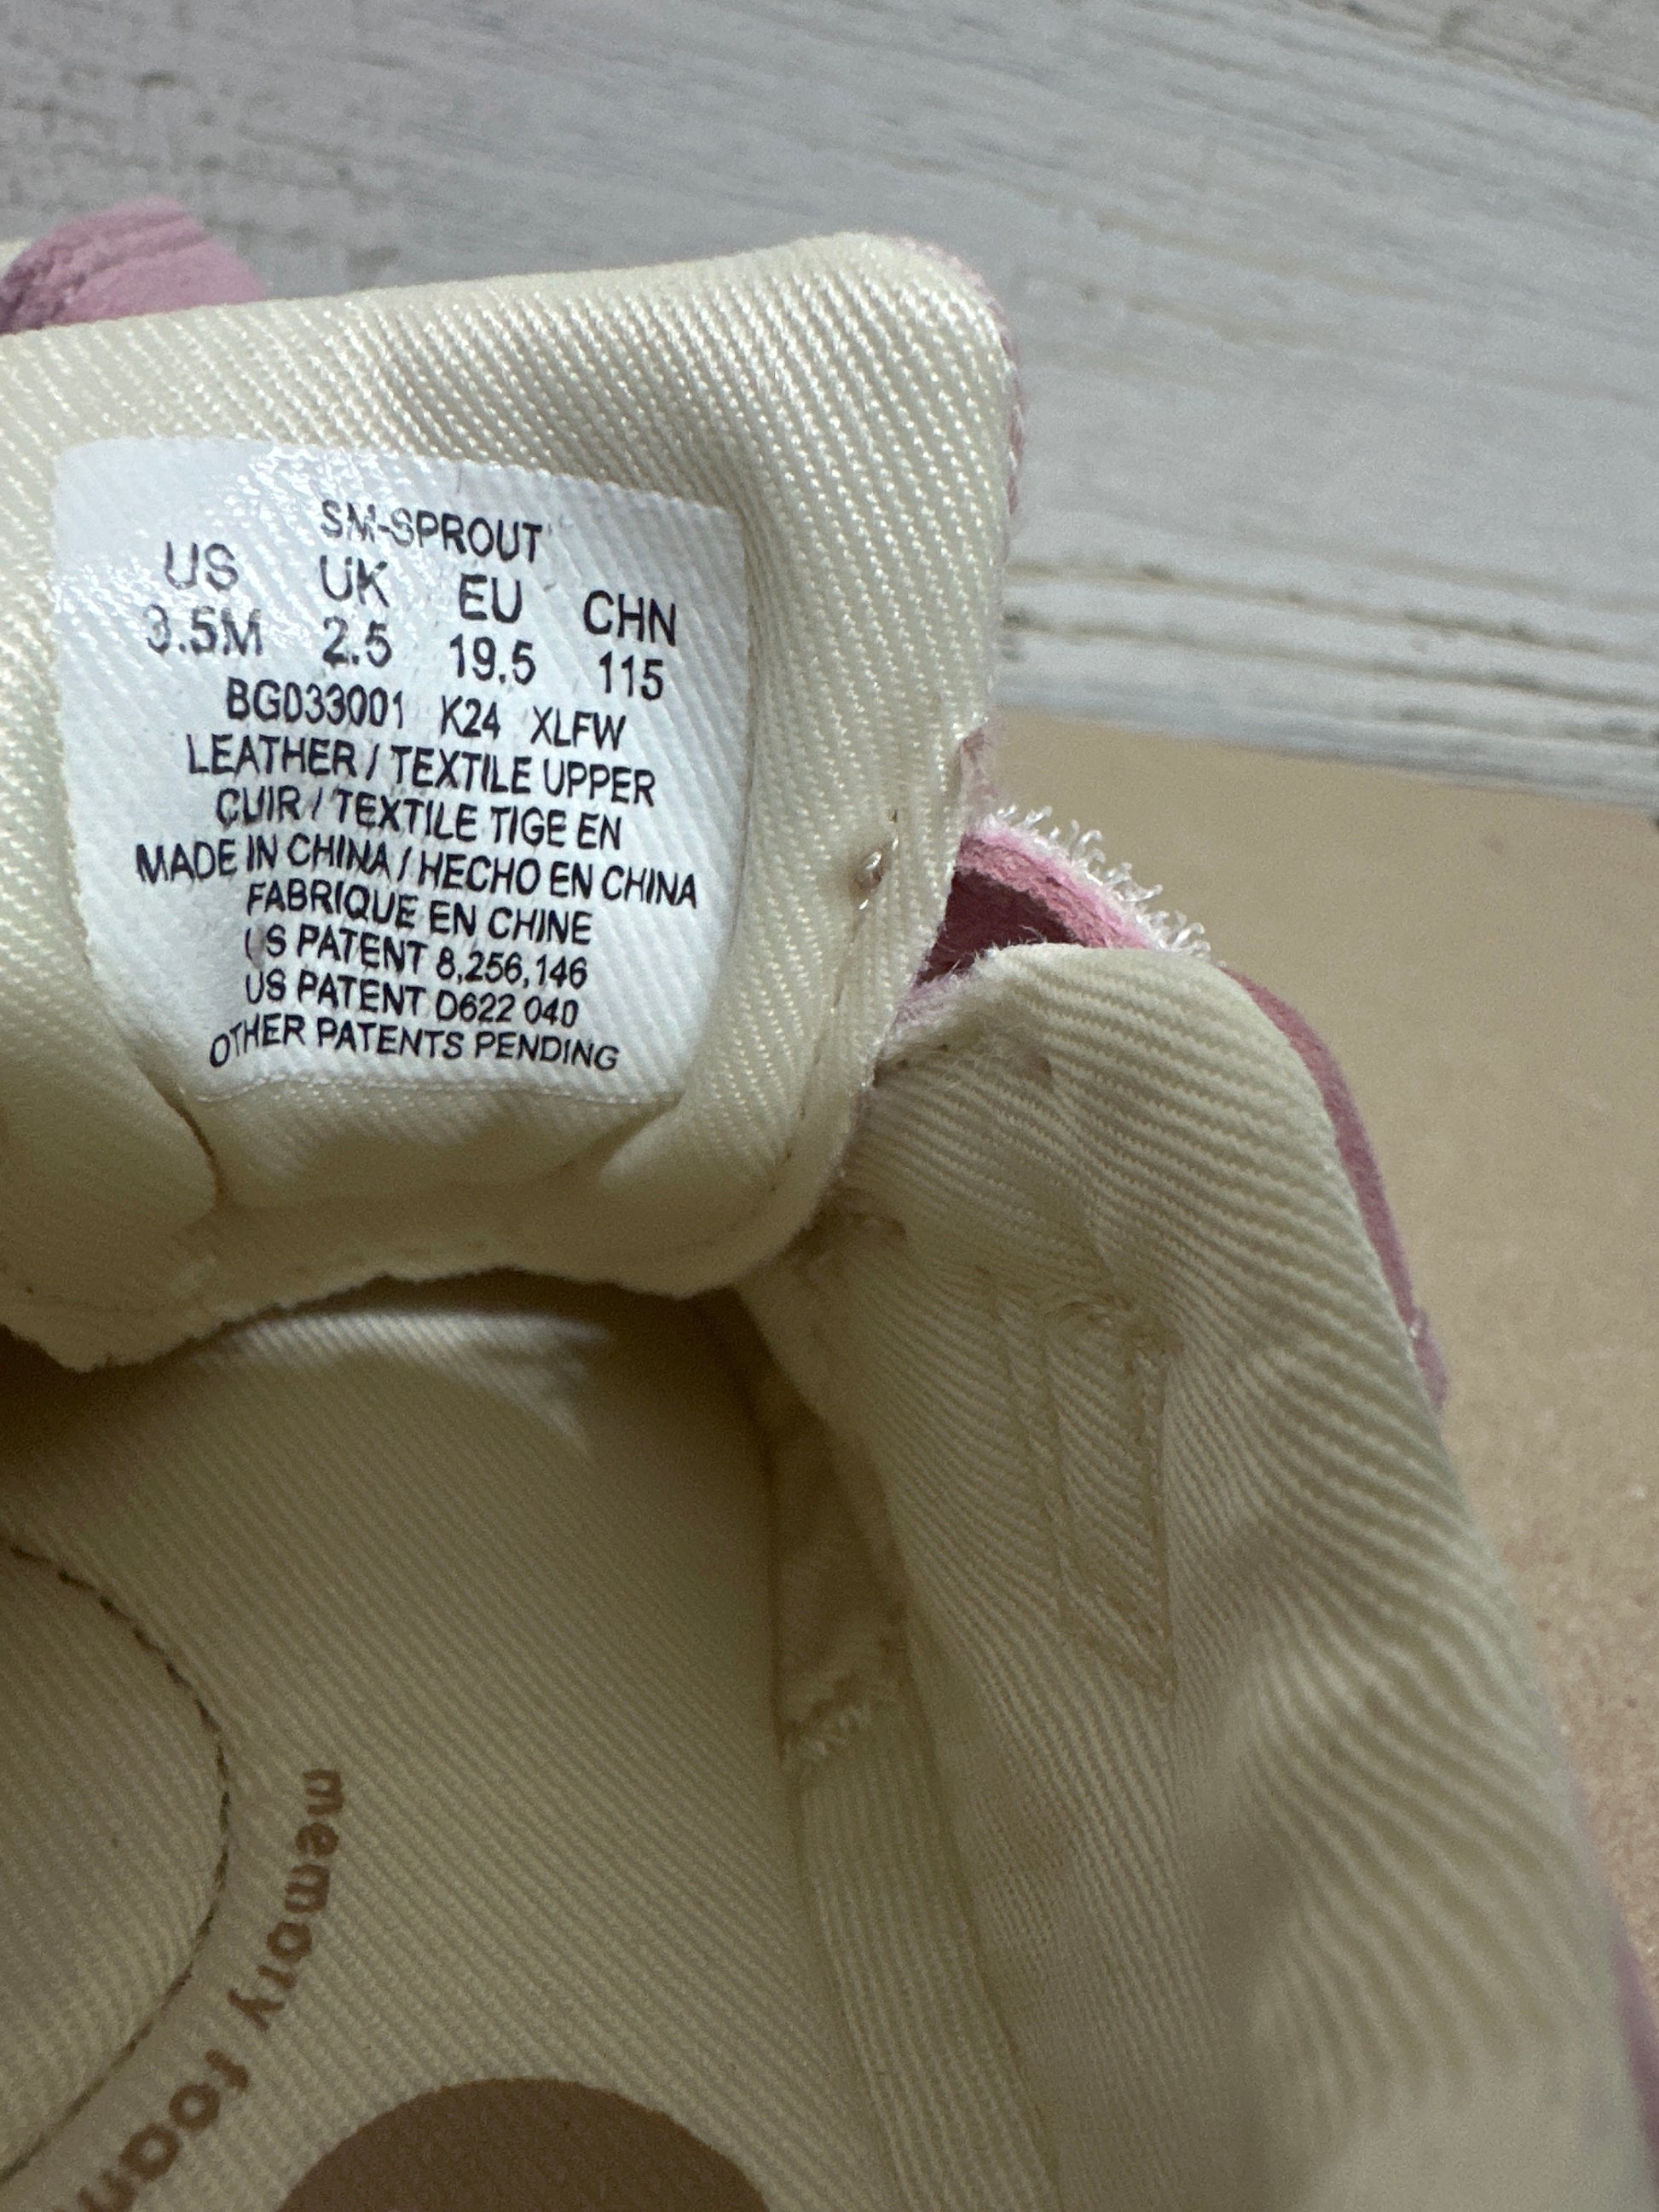 SM-SPROUT
US UK EU CHN
3.5M 2.5 19.5 115
BG033001 K24 XLFW
LEATHER / TEXTILE UPPER
CUIR / TEXTILE TIGE EN
MADE IN CHINA / HECHO EN CHINA
FABRIQUE EN CHINE
US PATENT 8,256,146
US PATENT D622 040
OTHER PATENTS PENDING
memory foam